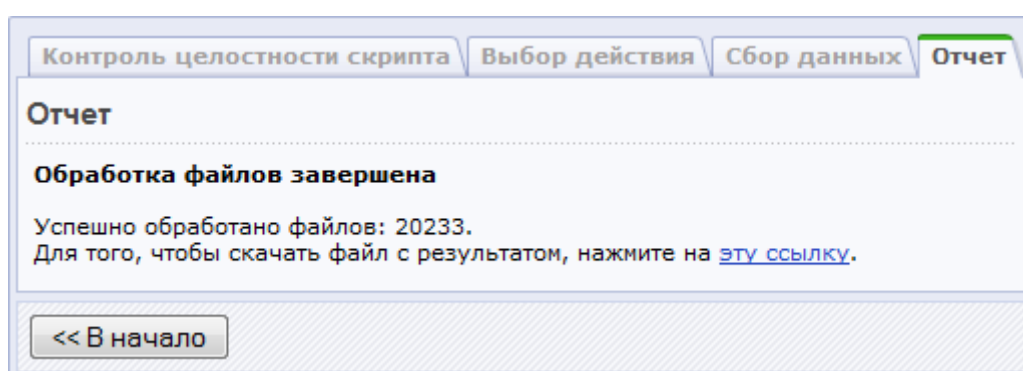 Контроль целостности скрипта Выбор действия Сбор данных Отчет
Отчет
Обработка файлов завершена
Успешно обработано файлов: 20233.
Для того, чтобы скачать файл с результатом, нажмите на эту ссылку.
<< В начало